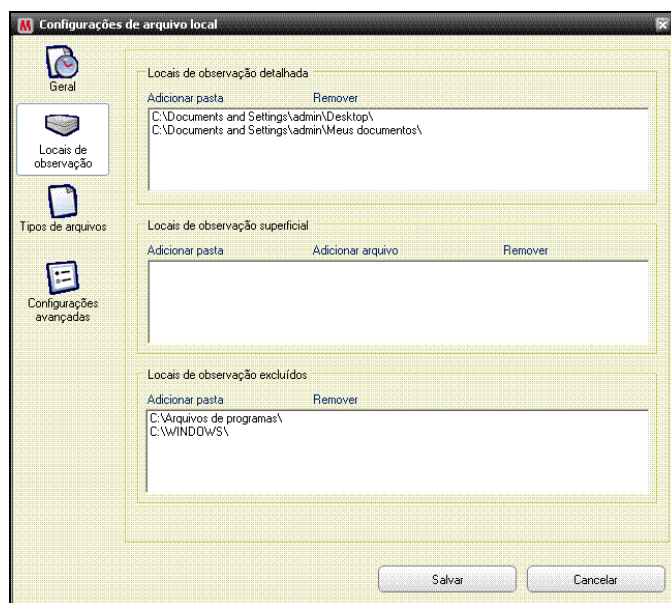 Configurações de arquivo local
Geral
Locais de
observação
Tipos de arquivos
Configurações
avançadas
Locais de observação detalhada
Adicionar pasta Remover
C:\Documents and Settings\admin\Desktop\
C:\Documents and Settings\admin\Meus documentos\
Locais de observação superficial
Adicionar pasta Adicionar arquivo Remover
Locais de observação excluídos
Adicionar pasta Remover
C:\Arquivos de programas\
C:\WINDOWS\
Salvar Cancelar